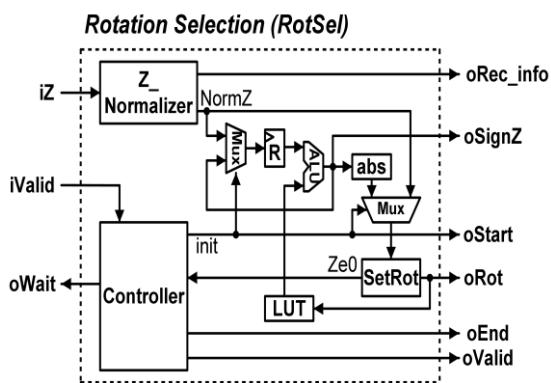 Rotation Selection (RotSel)
Z_
Normalizer
iZ
NormZ
oRec_info
oSignZ
Mux
R
ALU
abs
Mux
iValid
init
oStart
oWait
Controller
Ze0
SetRot
oRot
LUT
oEnd
oValid